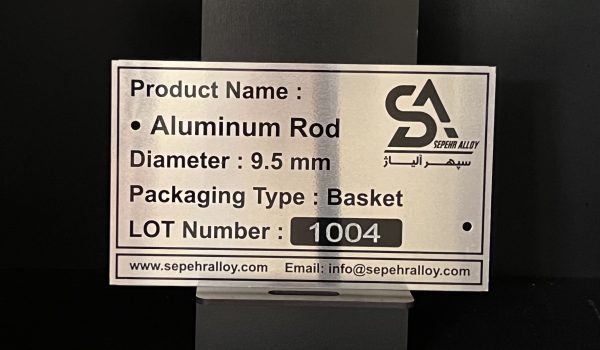 Product Name :
SA
• Aluminum Rod
SEPEHR ALLOY
سپهر آلیاژ
Diameter : 9.5 mm
Packaging Type : Basket
LOT Number : 1004
www.sepehralloy.com Email: info@sepehralloy.com